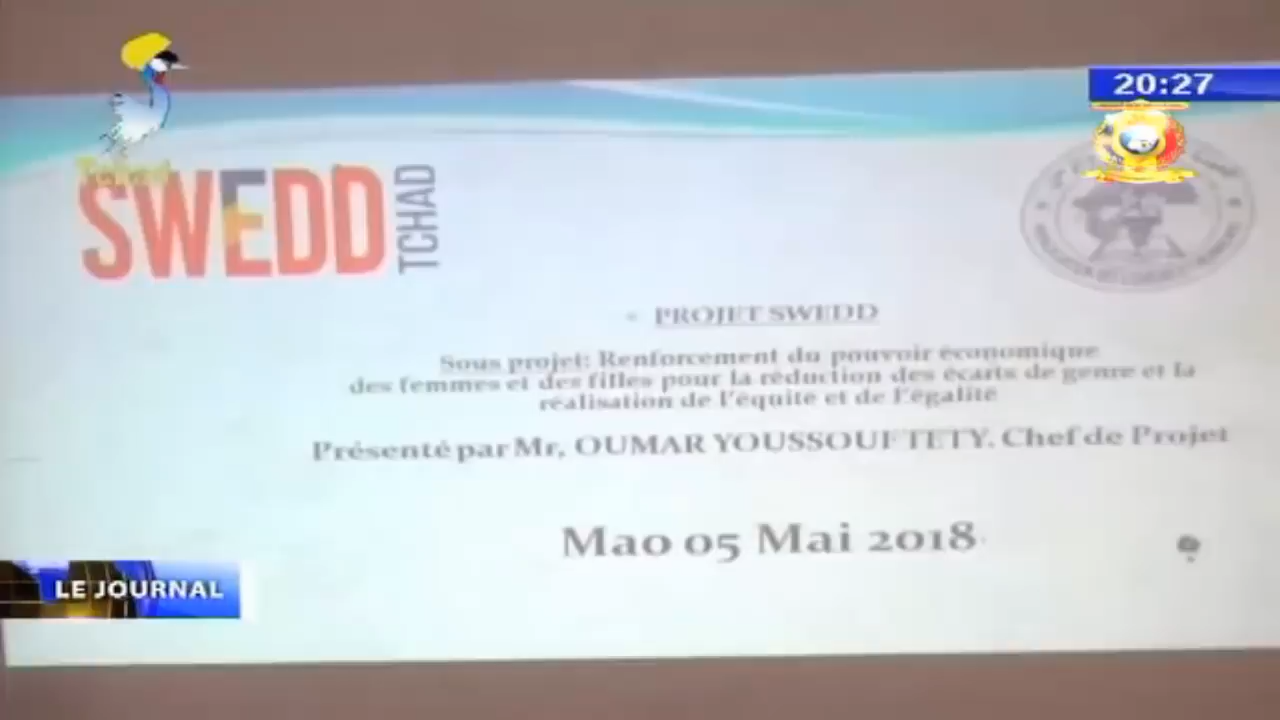 20:27
SWEDD
TCHAD
PROJET SWEDD
Sous projet: Renforcement du pouvoir économique
des femmes et des filles pour la réduction des écarts de genre et la
réalisation de l'équité et de l'égalité
Présenté par Mr, OUMAR YOUSSOUF TETY. Chef de Projet
Mao 05 Mai 2018
LE JOURNAL